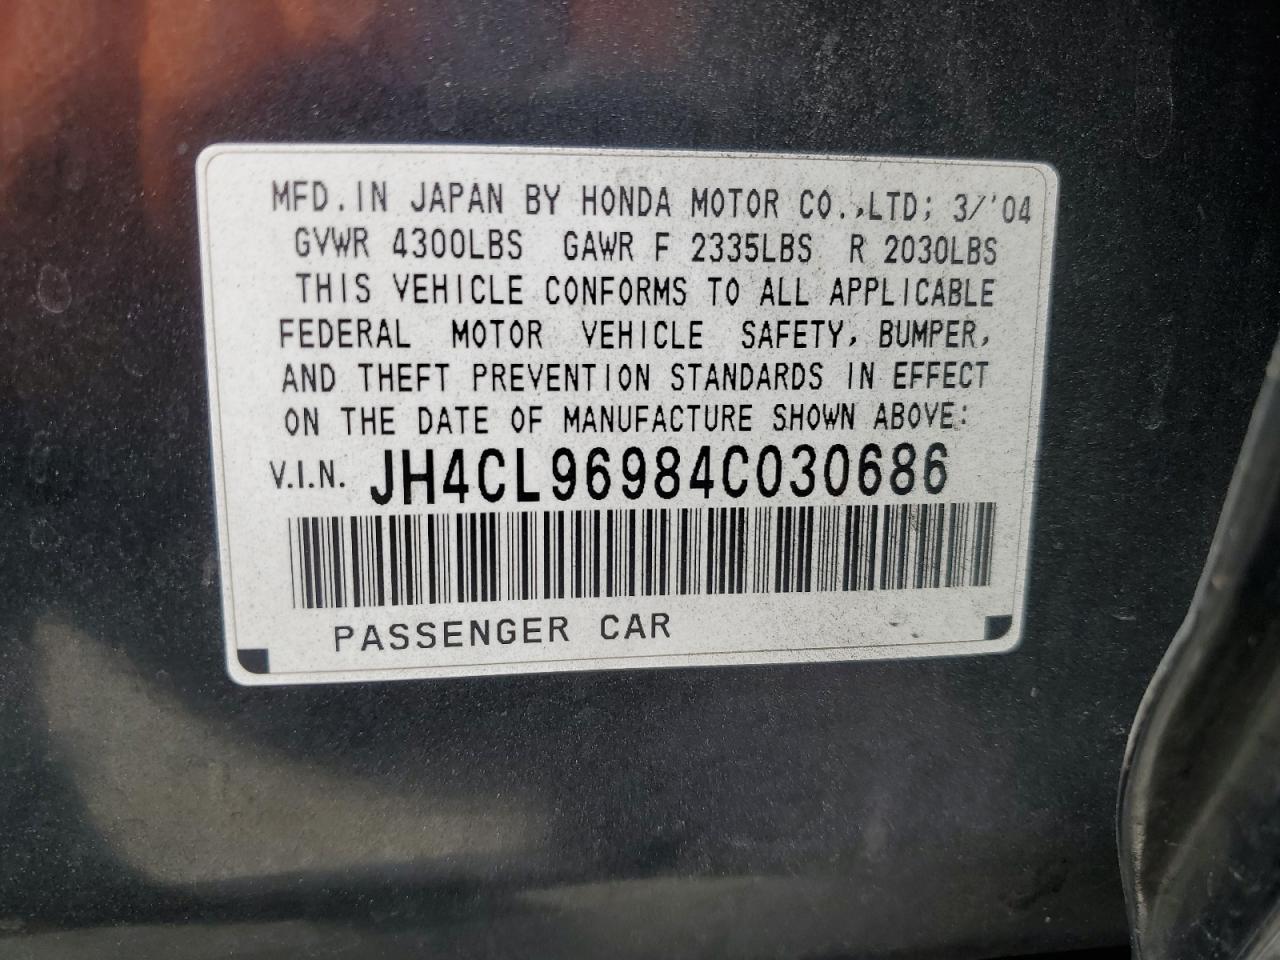 MFD. IN JAPAN BY HONDA MOTOR CO.,LTD; 3/'04
GVWR 4300LBS GAWR F 2335LBS R 2030LBS
THIS VEHICLE CONFORMS TO ALL APPLICABLE
FEDERAL MOTOR VEHICLE SAFETY, BUMPER,
AND THEFT PREVENTION STANDARDS IN EFFECT
ON THE DATE OF MANUFACTURE SHOWN ABOVE:
V.I.N. JH4CL96984C030686
PASSENGER CAR